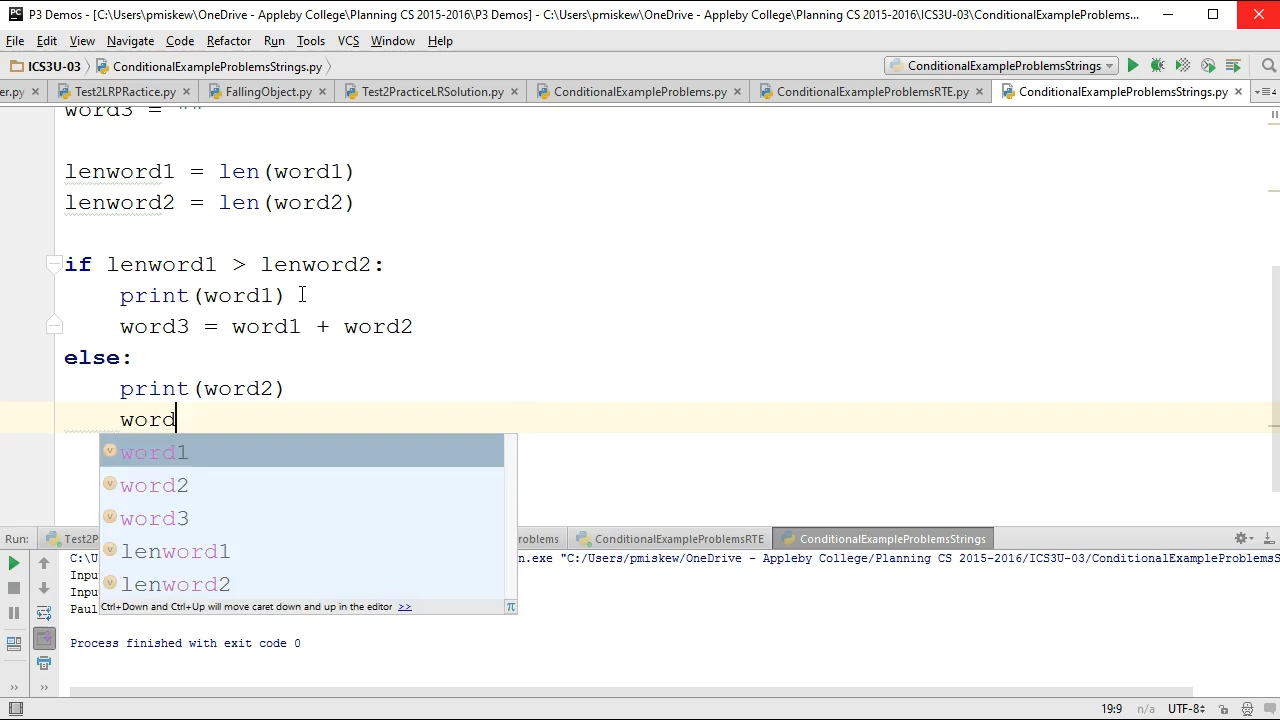 P3 Demos - [C:\Users\pmiskew\OneDrive - Appleby College\Planning CS 2015-2016\P3 Demos] - C:\Users\pmiskew\OneDrive - Appleby College\Planning CS 2015-2016\ICS3U-03\ConditionalExampleProblemsStrings.py...
File Edit View Navigate Code Refactor Run Tools VCS Window Help
ICS3U-03 ConditionalExampleProblemsStrings.py ConditionalExampleProblemsStrings
er.py Test2LRPRactice.py FallingObject.py Test2PracticeLRSolution.py ConditionalExampleProblems.py ConditionalExampleProblemsRTE.py ConditionalExampleProblemsStrings.py
word3 = ""
lenword1 = len(word1)
lenword2 = len(word2)
if lenword1 > lenword2:
print(word1)
word3 = word1 + word2
else:
print(word2)
word
word1
word2
word3
lenword1
lenword2
Ctrl+Down and Ctrl+Up will move caret down and up in the editor >> π
Run: Test2P roblems ConditionalExampleProblemsRTE ConditionalExampleProblemsStrings
C:\U n.exe "C:/Users/pmiskew/OneDrive - Appleby College/Planning CS 2015-2016/ICS3U-03/ConditionalExampleProblemsS
Inpu
Inpu
Paul
Process finished with exit code 0
19:9 n/a UTF-8